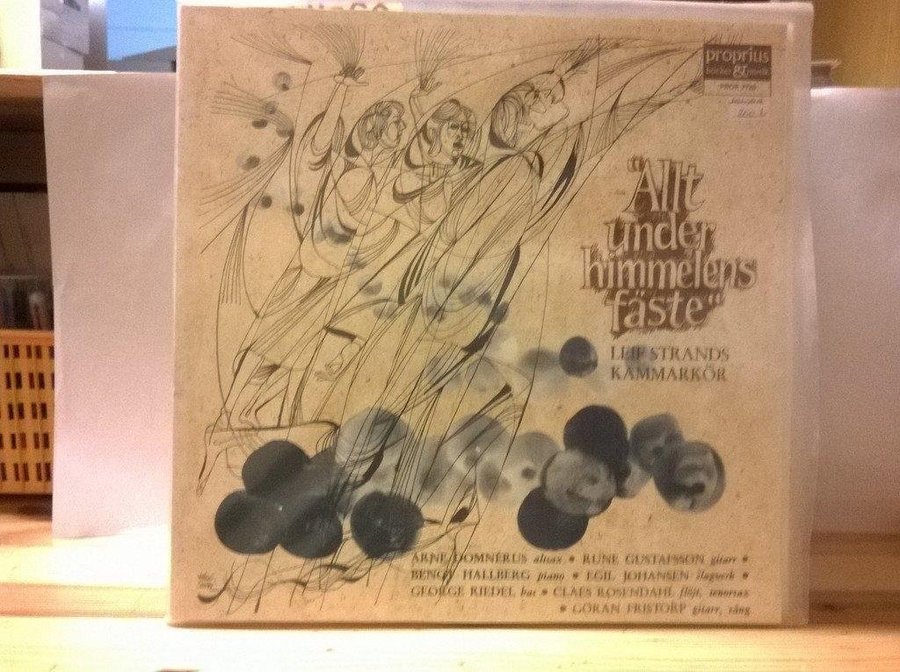 proprius
"Allt
under
himmelens
fäste"
LEIF STRANDS
KAMMARKÖR
ARNE DOMNÉRUS altsax • RUNE GUSTAFSSON gitarr •
BENGT HALLBERG piano • EGIL JOHANSEN slagverk •
GEORGE RIEDEL bas • CLAES ROSENDAHL flöjt, tenorsax
• GÖRAN FRISTORP gitarr, sång